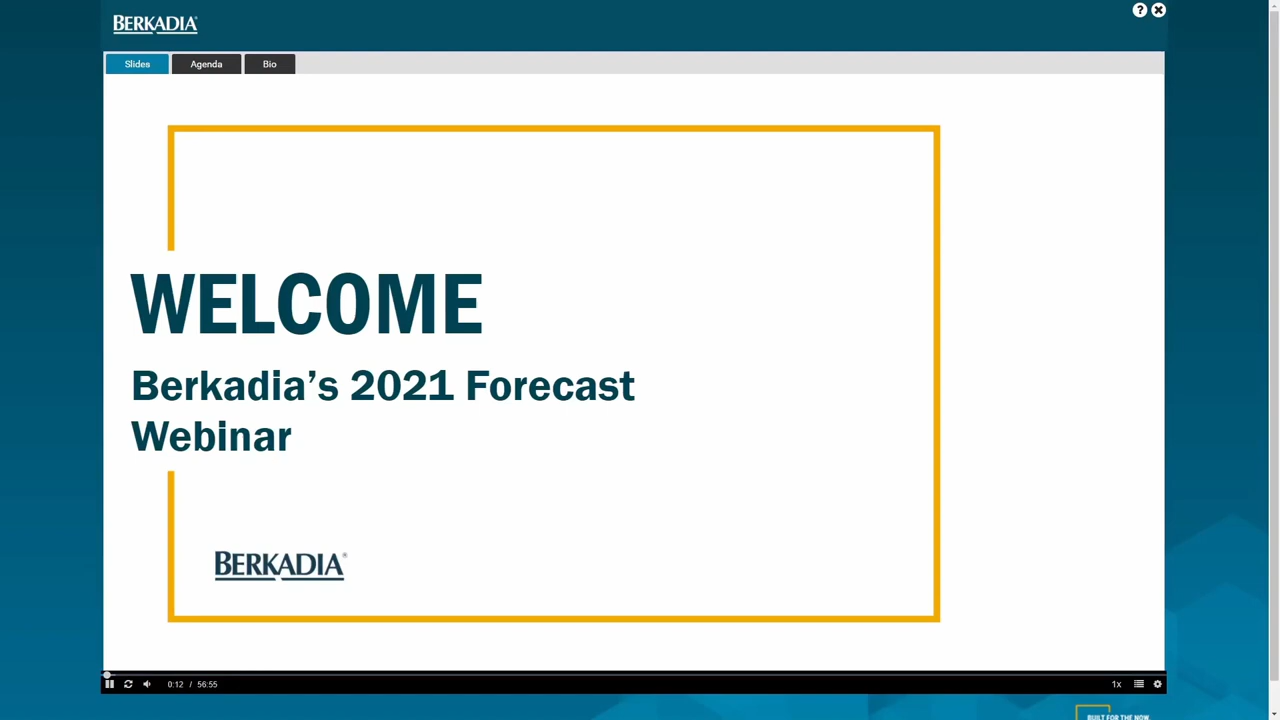 BERKADIA®
? 
Slides Agenda Bio
WELCOME
Berkadia’s 2021 Forecast
Webinar
BERKADIA®
0:12 / 56:55 1x
BUILT FOR THE NOW.